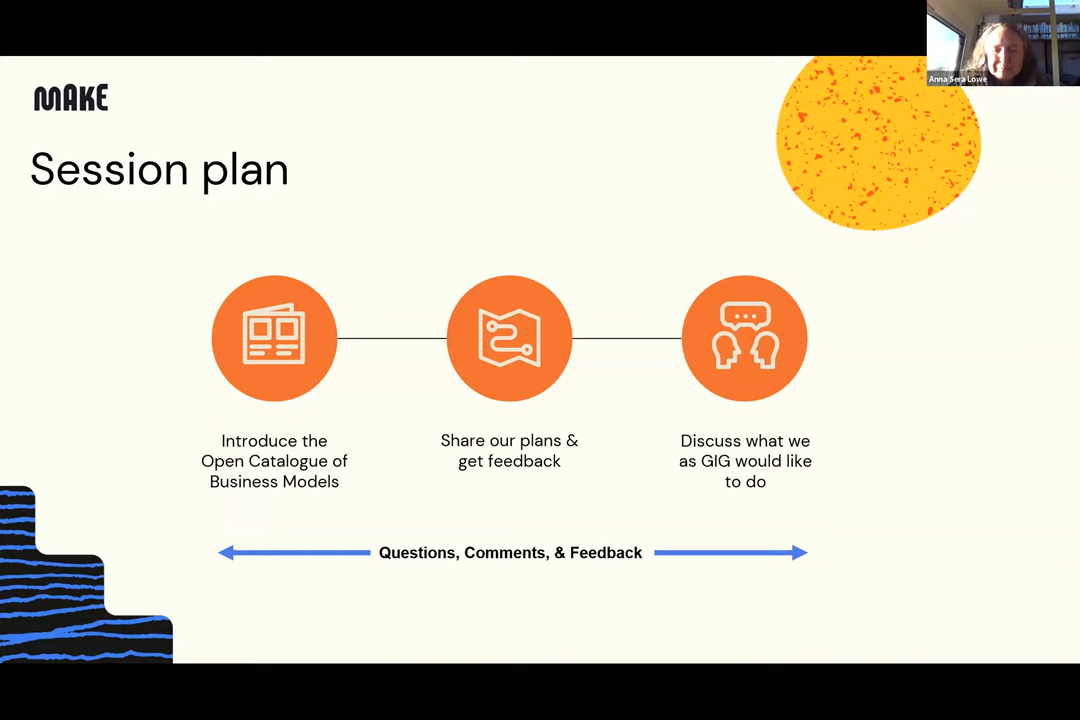 Anna Sera Lowe
MAKE
Session plan
Introduce the
Open Catalogue of
Business Models
Share our plans &
get feedback
Discuss what we
as GIG would like
to do
Questions, Comments, & Feedback